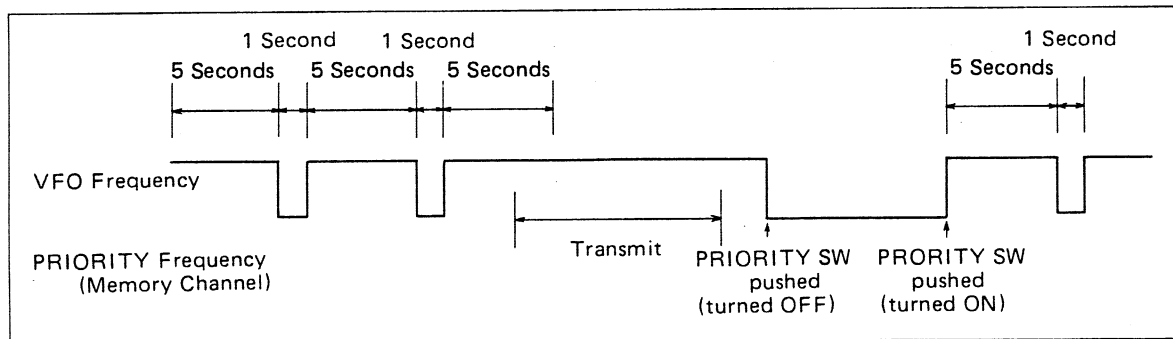 1 Second 1 Second 1 Second
5 Seconds 5 Seconds 5 Seconds 5 Seconds
VFO Frequency
PRIORITY Frequency
(Memory Channel)
Transmit
PRIORITY SW
pushed
(turned OFF)
PRORITY SW
pushed
(turned ON)